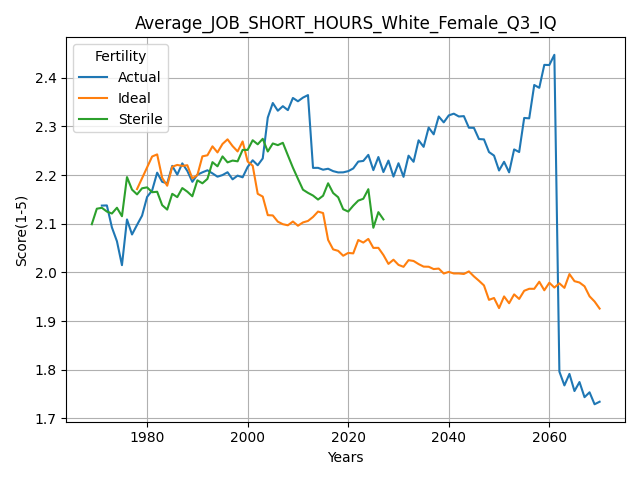 Average_JOB_SHORT_HOURS_White_Female_Q3_IQ
Fertility
Actual
Ideal
Sterile
Score(1-5)
2.4
2.3
2.2
2.1
2.0
1.9
1.8
1.7
1980
2000
2020
2040
2060
Years